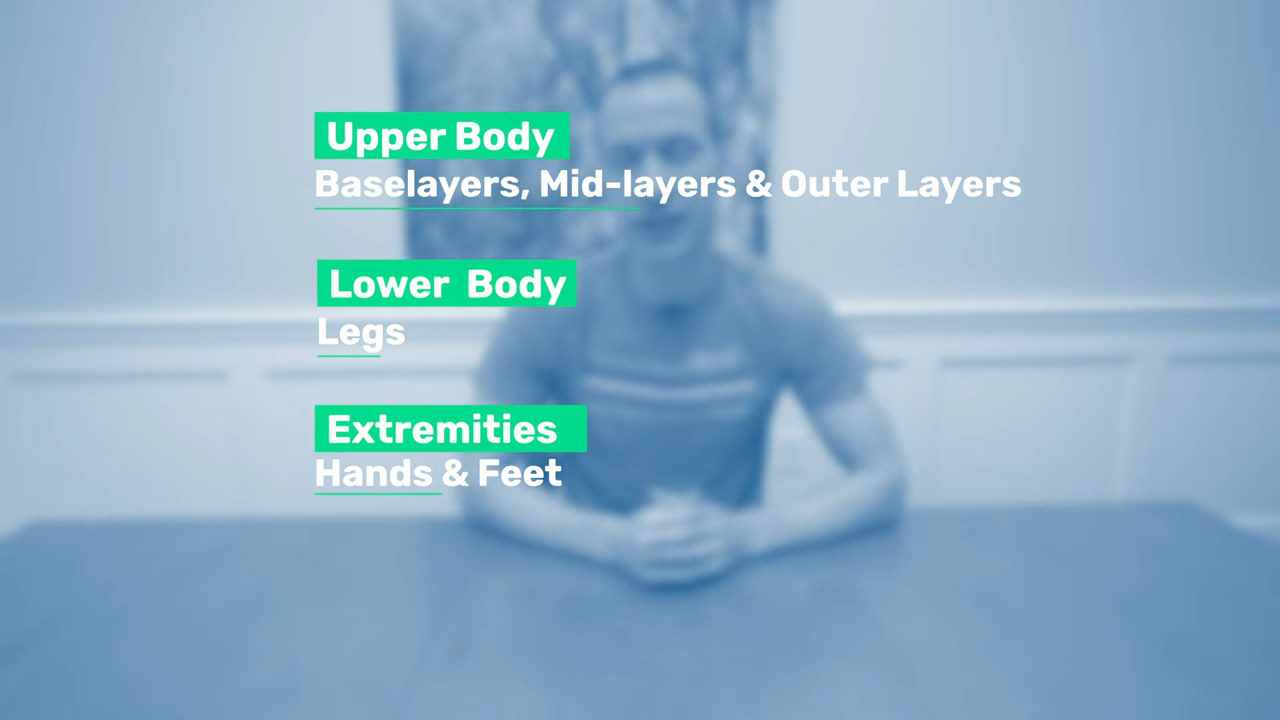 Upper Body
Baselayers, Mid-layers & Outer Layers
Lower Body
Legs
Extremities
Hands & Feet